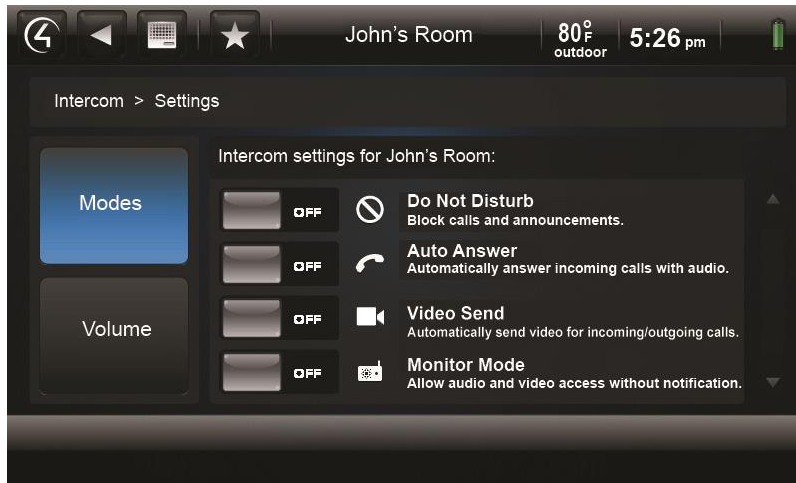 John's Room
80°F
outdoor
5:26 pm
Intercom > Settings
Modes
Volume
Intercom settings for John's Room:
OFF
Do Not Disturb
Block calls and announcements.
OFF
Auto Answer
Automatically answer incoming calls with audio.
OFF
Video Send
Automatically send video for incoming/outgoing calls.
OFF
Monitor Mode
Allow audio and video access without notification.